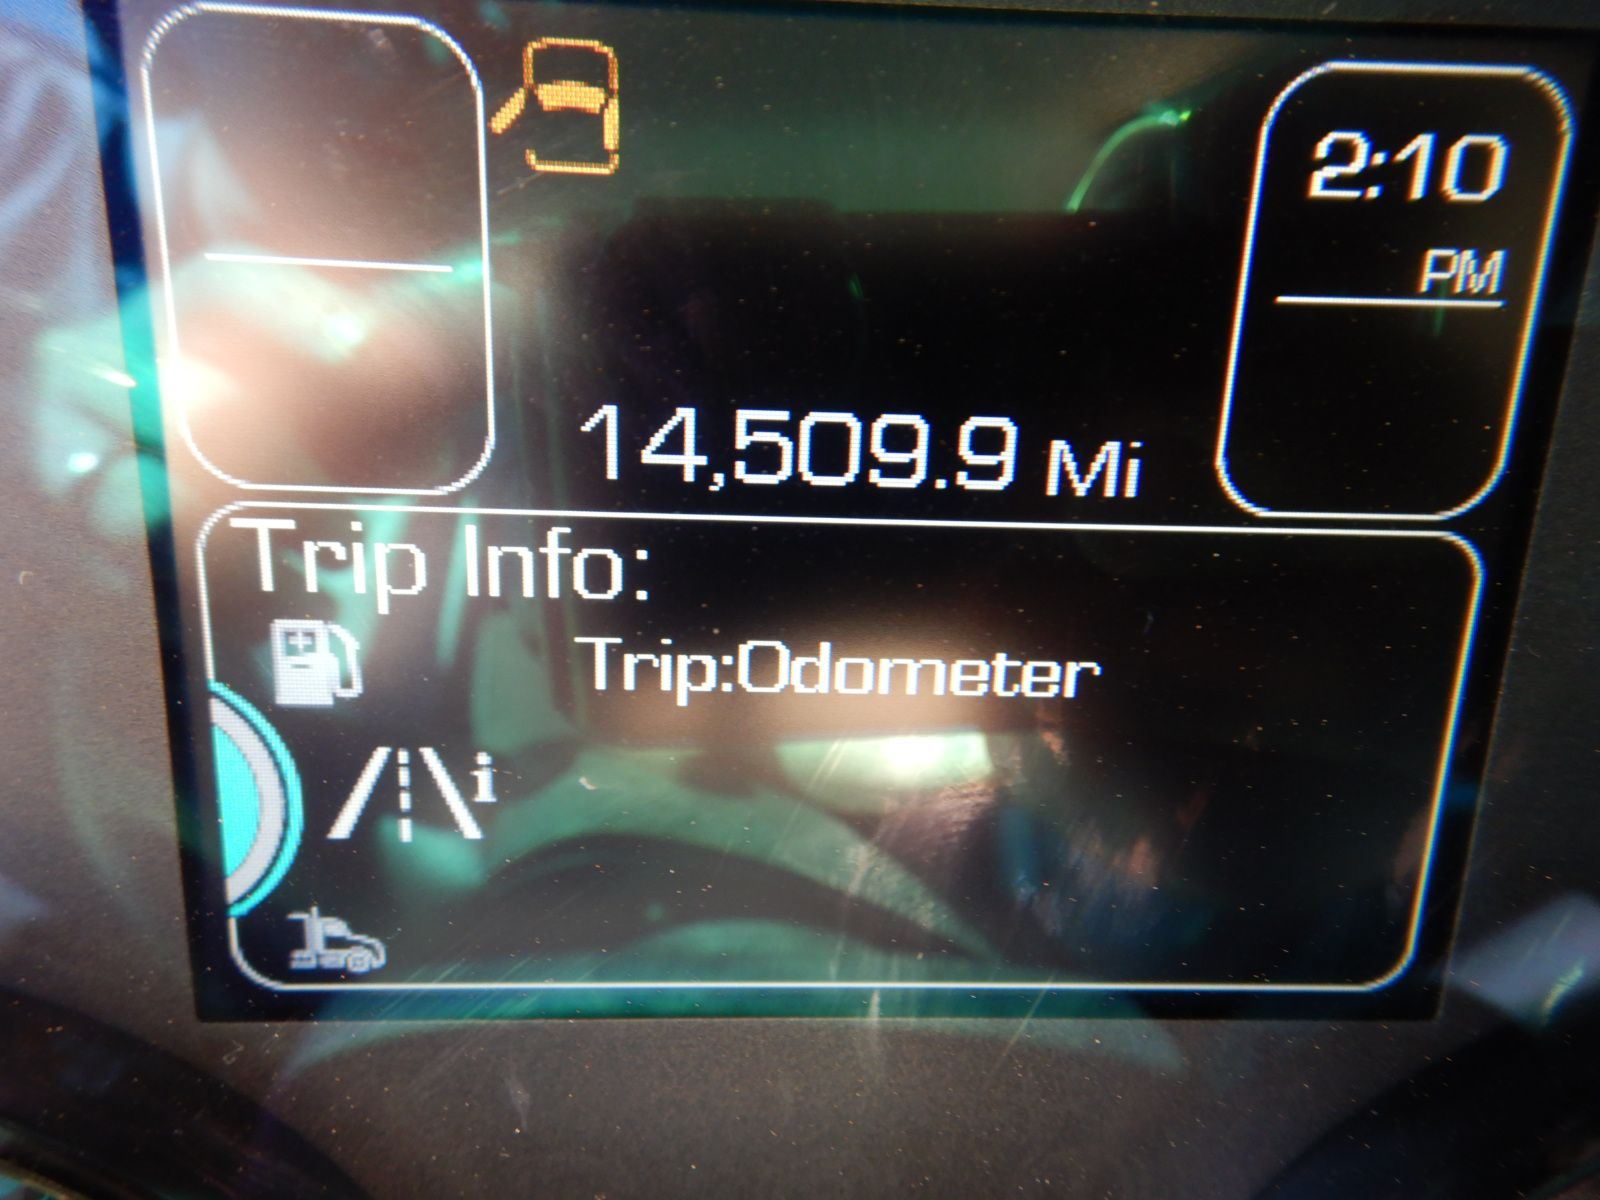 2:10
PM
14,509.9 Mi
Trip Info:
Trip:Odometer
i